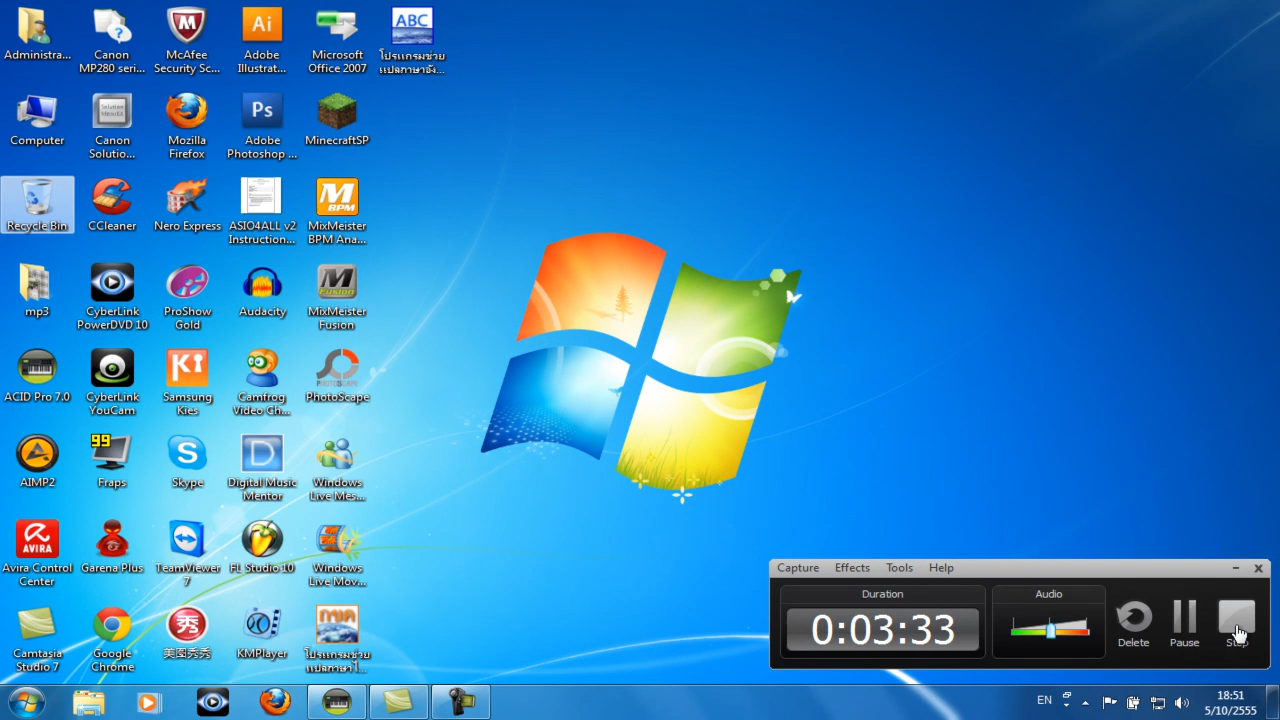 Administra...
Canon
MP280 seri...
McAfee
Security Sc...
Ai
Adobe
Illustrat...
Microsoft
Office 2007
ABC
โปรแกรมช่วย
แปลภาษาอัง...
Computer
Canon
Solutio...
Mozilla
Firefox
Ps
Adobe
Photoshop ...
MinecraftSP
Recycle Bin
CCleaner
Nero Express
ASIO4ALL v2
Instruction...
M
BPM
MixMeister
BPM Ana...
mp3
CyberLink
PowerDVD 10
ProShow
Gold
Audacity
M
Fusion
MixMeister
Fusion
ACID Pro 7.0
CyberLink
YouCam
Ki
Samsung
Kies
Camfrog
Video Ch...
PHOTOSCAPE
PhotoScape
AIMP2
99
Fraps
S
Skype
D
Digital Music
Mentor
Windows
Live Mes...
AVIRA
Avira Control
Center
Garena Plus
TeamViewer
7
FL Studio 10
Windows
Live Mov...
Camtasia
Studio 7
Google
Chrome
秀
美图秀秀
KMPlayer
โปรแกรมช่วย
แปลภาษาไ...
Capture Effects Tools Help
Duration
0:03:33
Audio
Delete
Pause
Stop
EN
18:51
5/10/2555